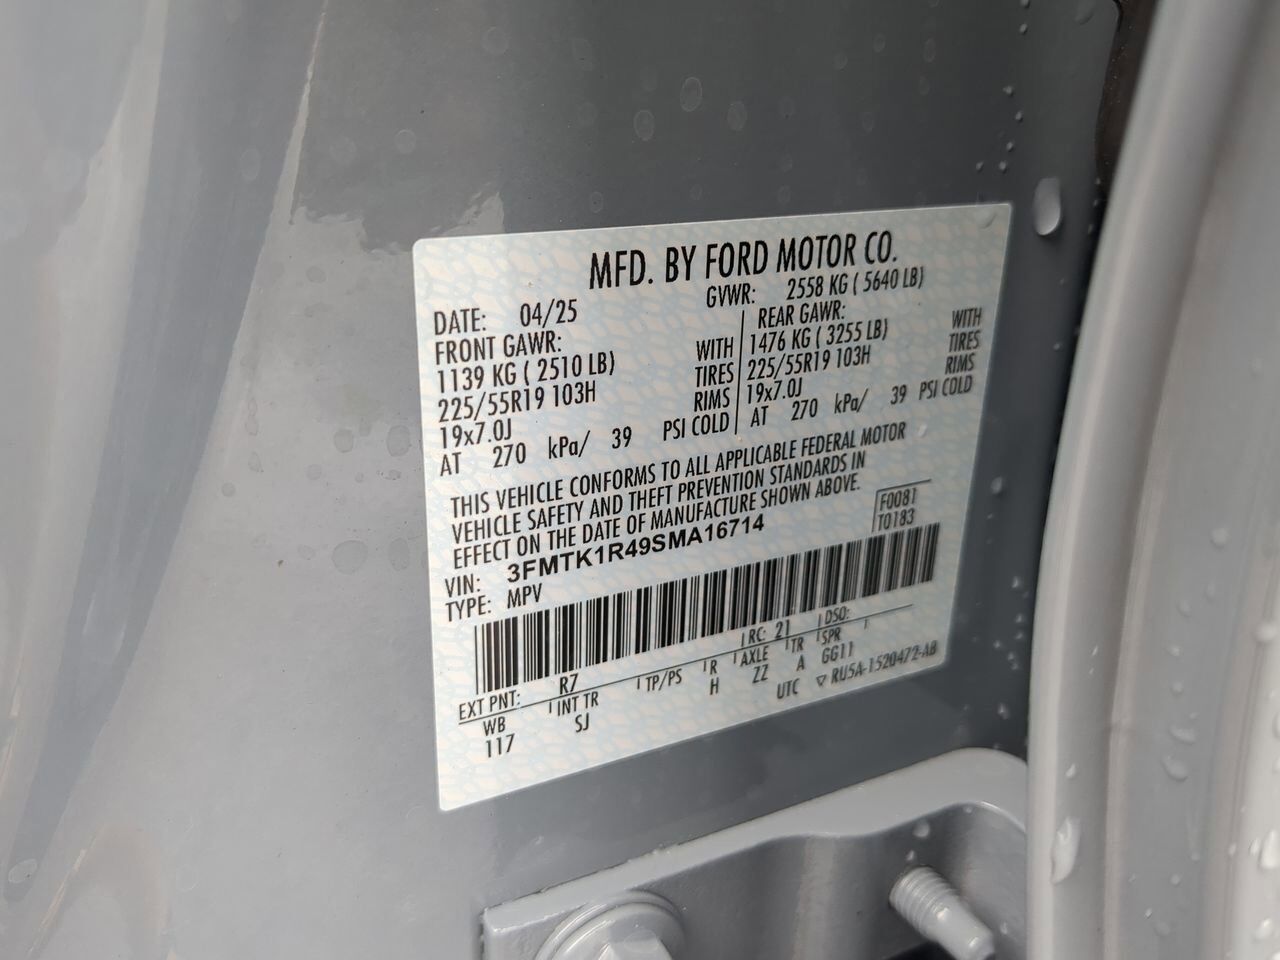 MFD. BY FORD MOTOR CO.
DATE: 04/25 GVWR: 2558 KG ( 5640 LB)
FRONT GAWR: REAR GAWR:
1139 KG ( 2510 LB) WITH 1476 KG ( 3255 LB) WITH
225/55R19 103H TIRES 225/55R19 103H TIRES
19x7.0J RIMS 19x7.0J RIMS
AT 270 kPa/ 39 PSI COLD AT 270 kPa/ 39 PSI COLD
THIS VEHICLE CONFORMS TO ALL APPLICABLE FEDERAL MOTOR
VEHICLE SAFETY AND THEFT PREVENTION STANDARDS IN
EFFECT ON THE DATE OF MANUFACTURE SHOWN ABOVE.
F0081
T0183
VIN: 3FMTK1R49SMA16714
TYPE: MPV
EXT PNT: R7 RC: 21 DSO:
WB INT TR TP/PS R AXLE TR SPR
117 SJ H ZZ A GG11
UTC ▽ RU5A-1520472-AB